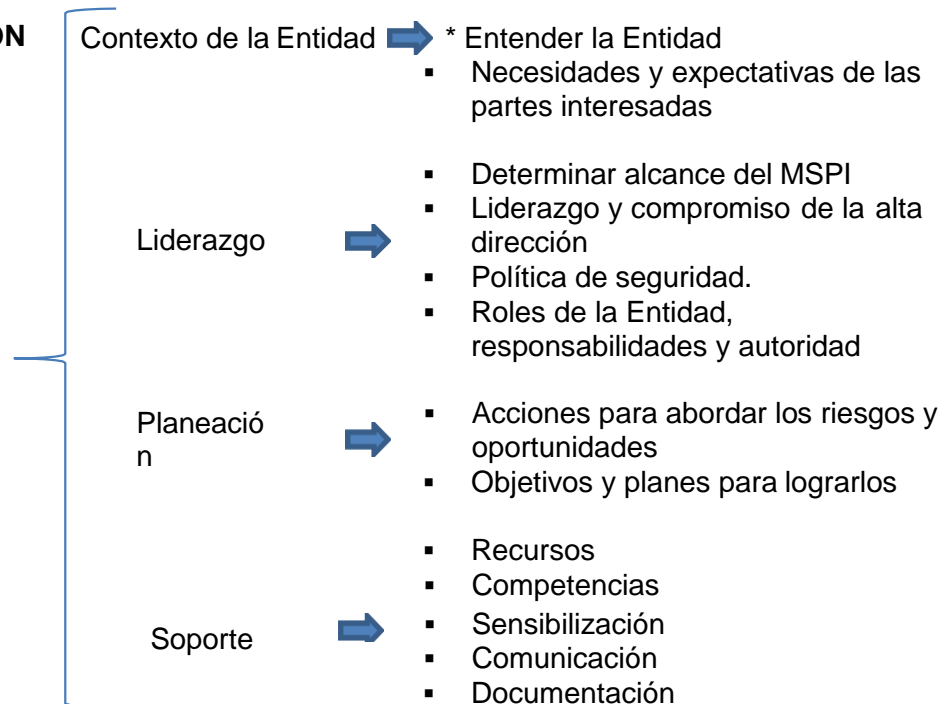 ÓN
Contexto de la Entidad * Entender la Entidad
▪ Necesidades y expectativas de las
partes interesadas
▪ Determinar alcance del MSPI
▪ Liderazgo y compromiso de la alta
dirección
Liderazgo
▪ Política de seguridad.
▪ Roles de la Entidad,
responsabilidades y autoridad
Planeació
n
▪ Acciones para abordar los riesgos y
oportunidades
▪ Objetivos y planes para lograrlos
Soporte
▪ Recursos
▪ Competencias
▪ Sensibilización
▪ Comunicación
▪ Documentación